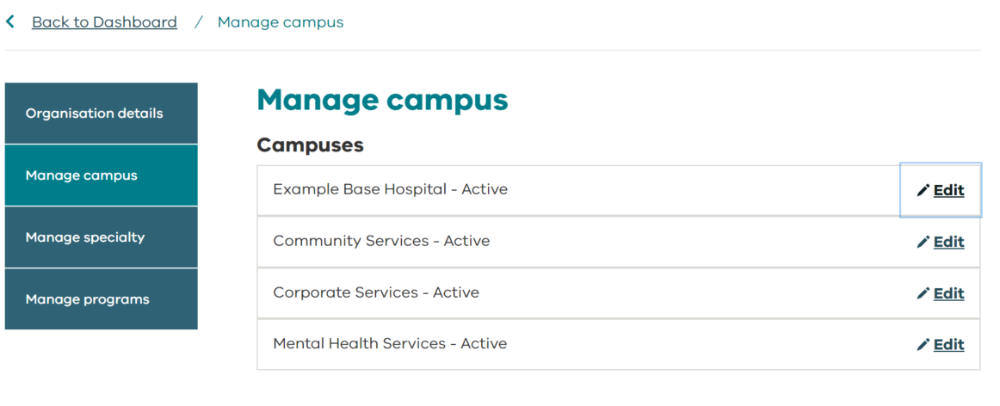 Back to Dashboard / Manage campus
Organisation details
Manage campus
Manage specialty
Manage programs
Manage campus
Campuses
Example Base Hospital - Active Edit
Community Services - Active Edit
Corporate Services - Active Edit
Mental Health Services - Active Edit